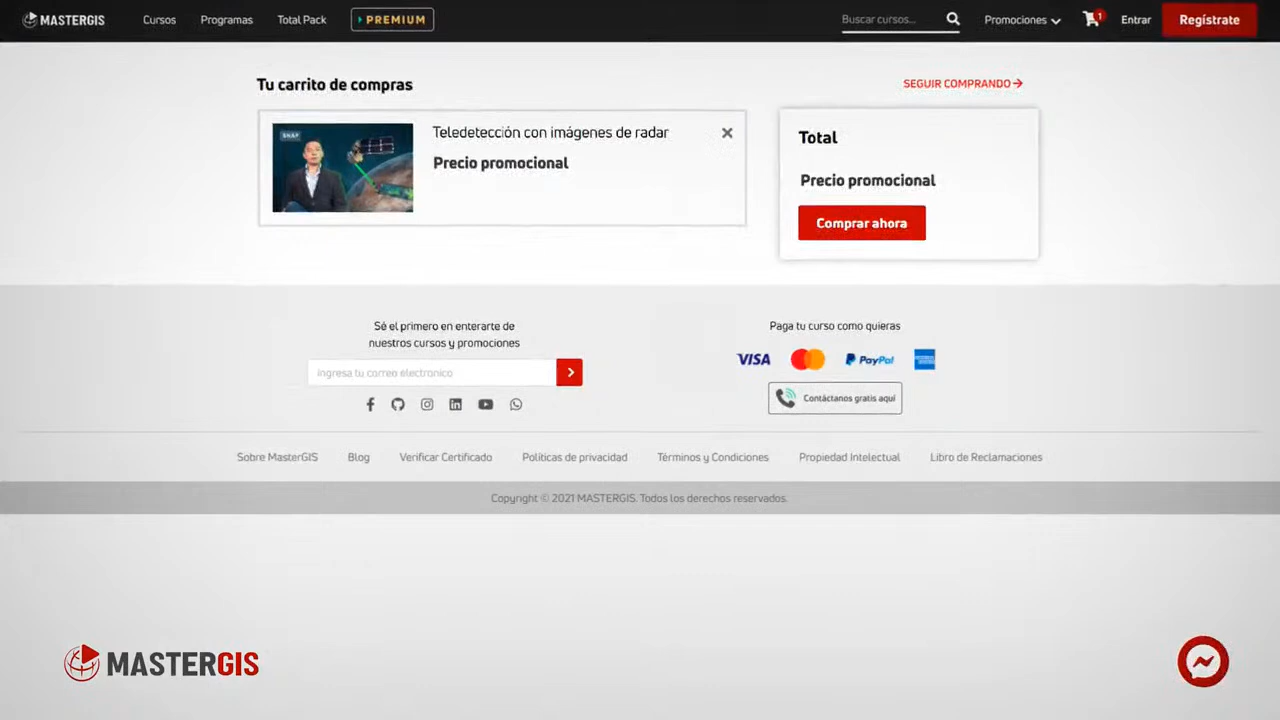 MASTERGIS
Cursos
Programas
Total Pack
PREMIUM
Buscar cursos...
Promociones
1
Entrar
Regístrate
Tu carrito de compras
SEGUIR COMPRANDO
SNAP
Teledetección con imágenes de radar
Precio promocional
Total
Precio promocional
Comprar ahora
Sé el primero en enterarte de
nuestros cursos y promociones
Ingresa tu correo electronico
Paga tu curso como quieras
VISA
PayPal
Contáctanos gratis aquí
Sobre MasterGIS
Blog
Verificar Certificado
Políticas de privacidad
Términos y Condiciones
Propiedad Intelectual
Libro de Reclamaciones
Copyright © 2021 MASTERGIS. Todos los derechos reservados.
MASTERGIS